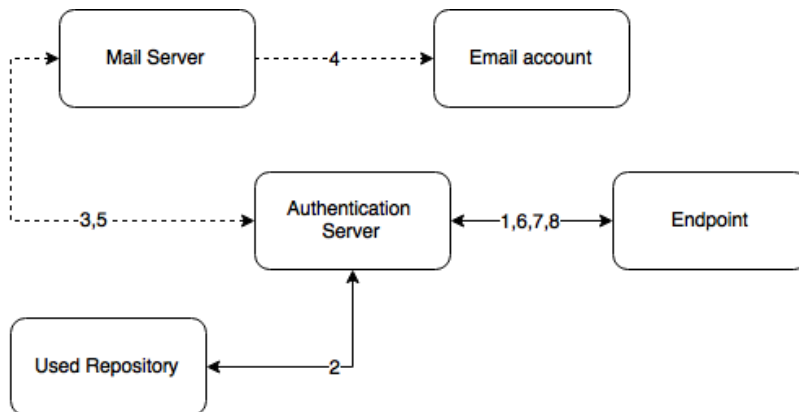 Mail Server
4
Email account
3,5
Authentication
Server
1,6,7,8
Endpoint
Used Repository
2